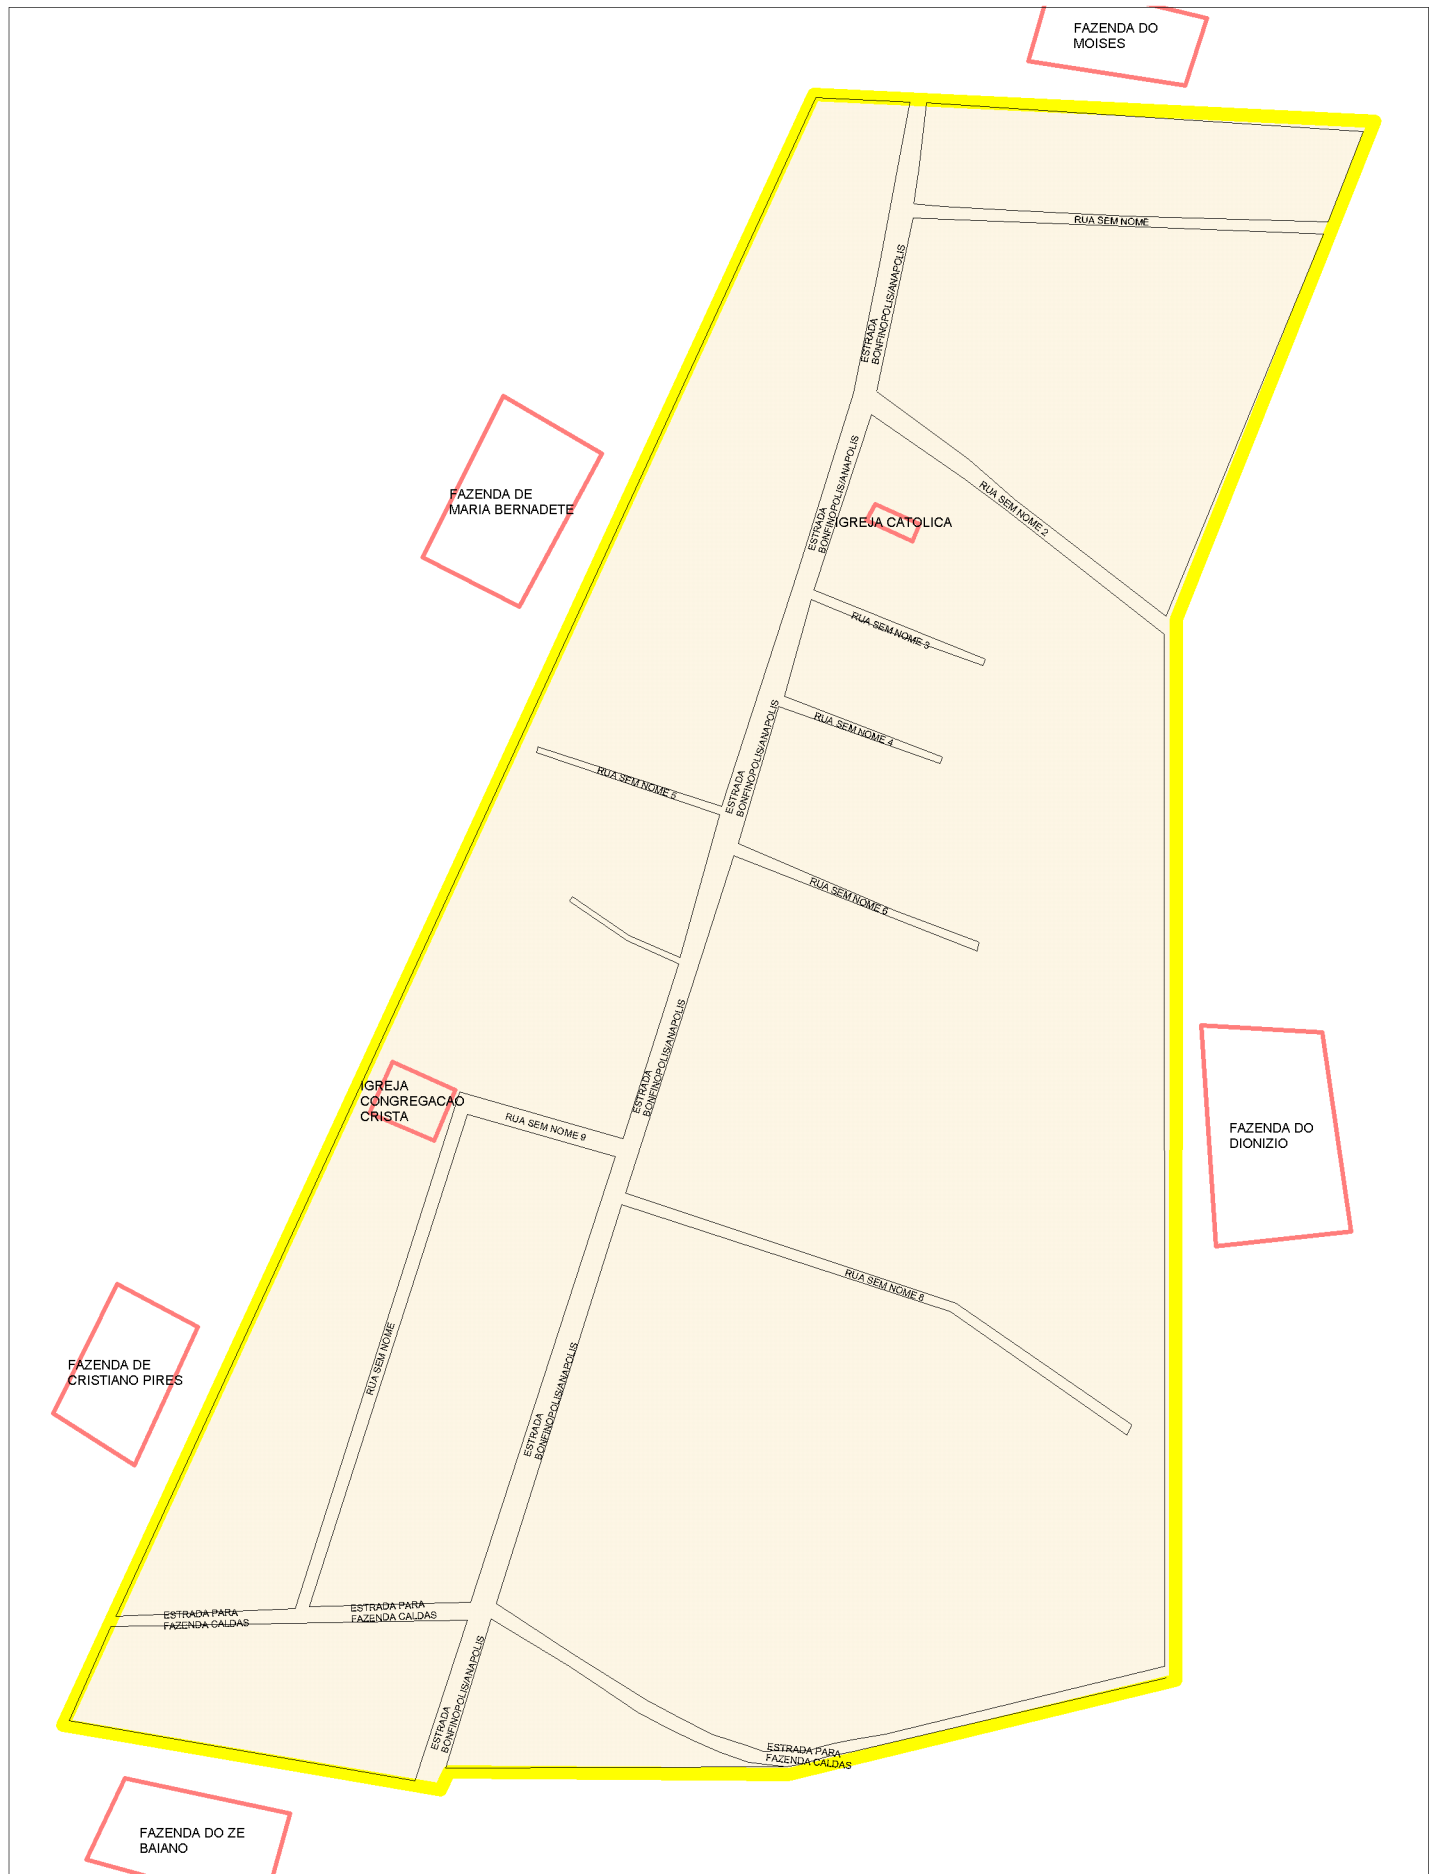 FAZENDA DO
MOISES
RUA SEM NOME
ESTRADA
BONFINOPOLIS/ANAPOLIS
FAZENDA DE
MARIA BERNADETE
ESTRADA
BONFINOPOLIS/ANAPOLIS
RUA SEM NOME 2
IGREJA CATOLICA
RUA SEM NOME 3
RUA SEM NOME 4
ESTRADA
BONFINOPOLIS/ANAPOLIS
RUA SEM NOME 5
RUA SEM NOME 6
ESTRADA
BONFINOPOLIS/ANAPOLIS
IGREJA
CONGREGACAO
CRISTA
RUA SEM NOME 9
FAZENDA DO
DIONIZIO
RUA SEM NOME 8
FAZENDA DE
CRISTIANO PIRES
RUA SEM NOME
ESTRADA
BONFINOPOLIS/ANAPOLIS
ESTRADA PARA
FAZENDA CALDAS
ESTRADA PARA
FAZENDA CALDAS
ESTRADA
BONFINOPOLIS/ANAPOLIS
ESTRADA PARA
FAZENDA CALDAS
FAZENDA DO ZE
BAIANO